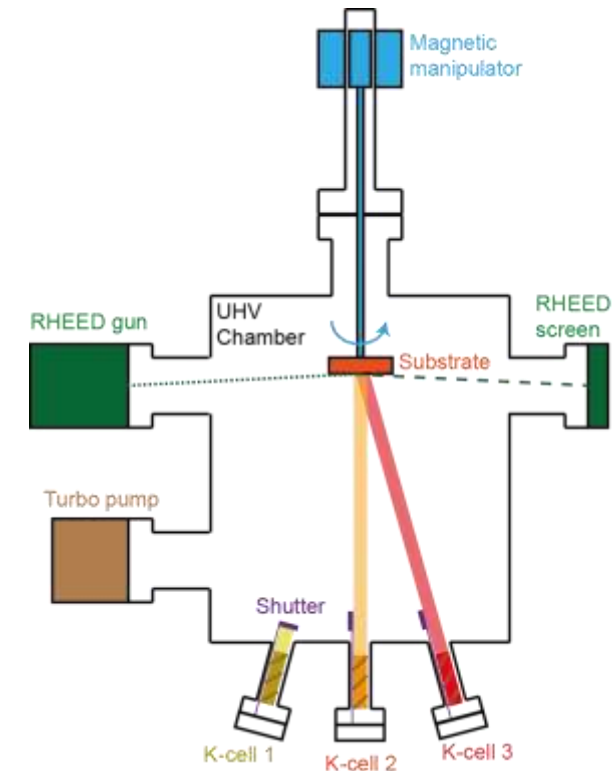 Magnetic
manipulator
RHEED gun
UHV
Chamber
RHEED
screen
Substrate
Turbo pump
Shutter
K-cell 1
K-cell 2
K-cell 3